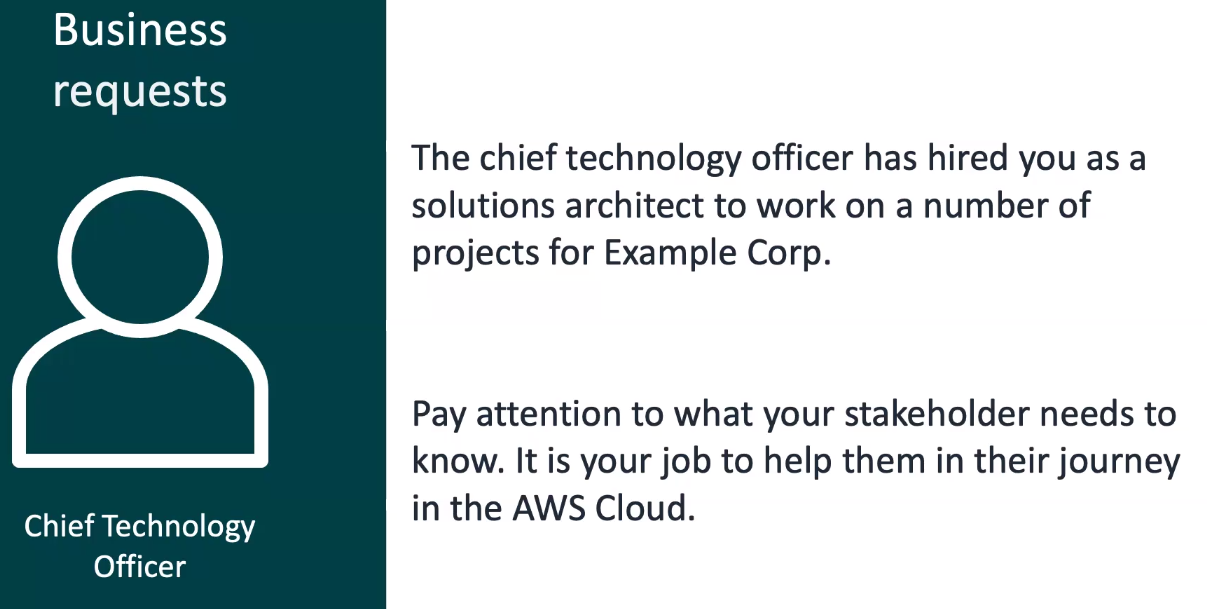 Business
requests
Chief Technology
Officer
The chief technology officer has hired you as a
solutions architect to work on a number of
projects for Example Corp.
Pay attention to what your stakeholder needs to
know. It is your job to help them in their journey
in the AWS Cloud.